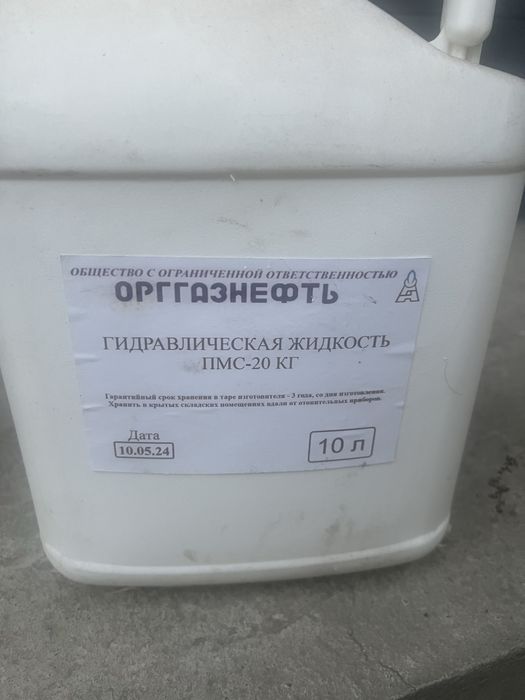 ОБЩЕСТВО С ОГРАНИЧЕННОЙ ОТВЕТСТВЕННОСТЬЮ
ОРГГАЗНЕФТЬ
ГИДРАВЛИЧЕСКАЯ ЖИДКОСТЬ
ПМС-20 КГ
Гарантийный срок хранения в таре изготовителя - 3 года, со дня изготовления.
Хранить в крытых складских помещениях вдали от отопительных приборов.
Дата
10.05.24
10 л